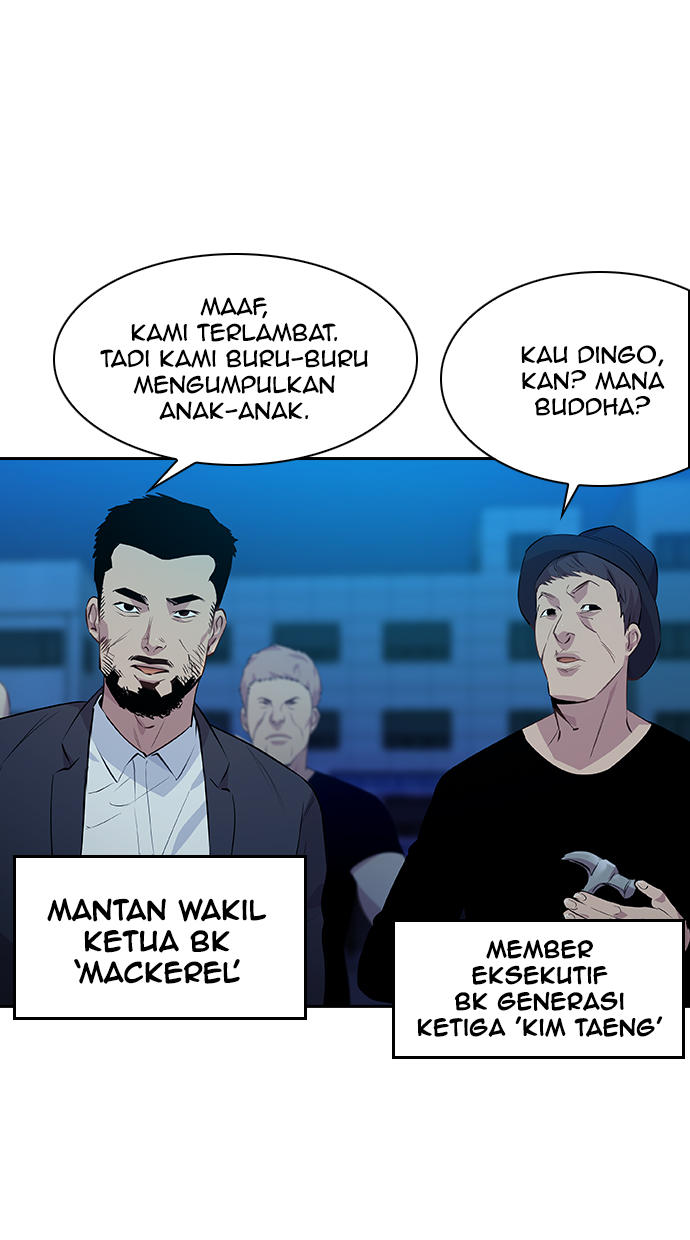 MAAF,
KAMI TERLAMBAT.
TADI KAMI BURU-BURU
MENGUMPULKAN
ANAK-ANAK.
KAU DINGO,
KAN? MANA
BUDDHA?
MANTAN WAKIL
KETUA BK
'MACKEREL'
MEMBER
EKSEKUTIF
BK GENERASI
KETIGA 'KIM TAENG'